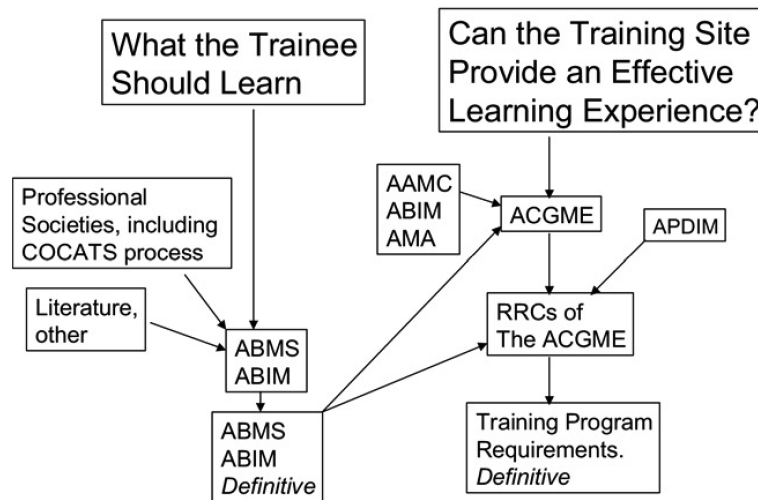 What the Trainee
Should Learn
Can the Training Site
Provide an Effective
Learning Experience?
Professional
Societies, including
COCATS process
AAMC
ABIM
AMA
ACGME
APDIM
Literature,
other
ABMS
ABIM
RRCs of
The ACGME
ABMS
ABIM
Definitive
Training Program
Requirements.
Definitive